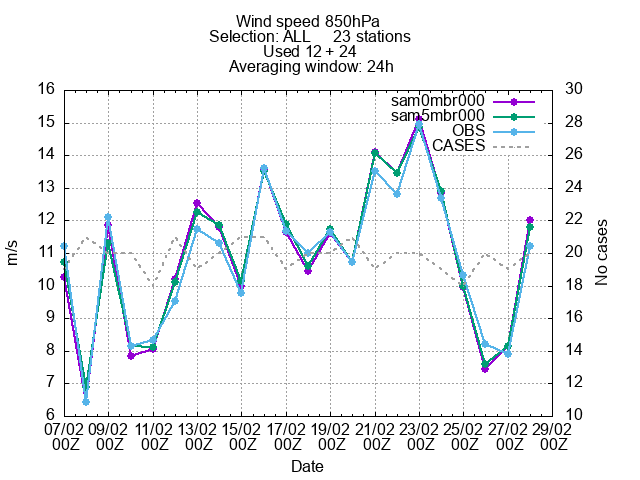 Wind speed 850hPa
Selection: ALL 23 stations
Used 12 + 24
Averaging window: 24h
16 30
15 28
14 26
13 24
12 22
11 20
10 18
9 16
8 14
7 12
6 10
sam0mbr000
sam5mbr000
OBS
CASES
m/s
No cases
07/02 09/02 11/02 13/02 15/02 17/02 19/02 21/02 23/02 25/02 27/02 29/02
00Z 00Z 00Z 00Z 00Z 00Z 00Z 00Z 00Z 00Z 00Z 00Z
Date